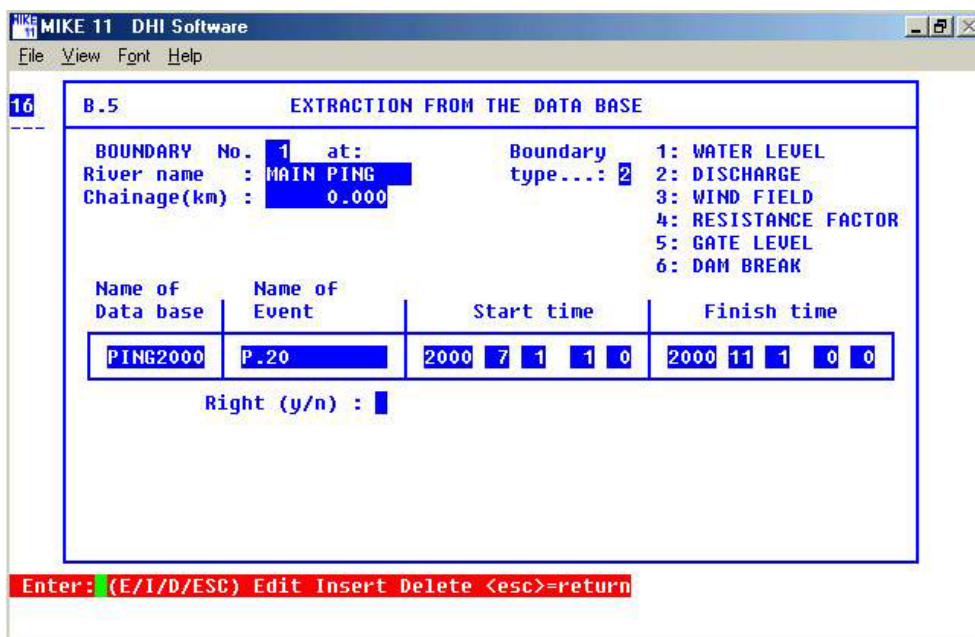 MIKE 11 MIKE 11 DHI Software
File View Font Help
16 B.5 EXTRACTION FROM THE DATA BASE
BOUNDARY No. 1 at: Boundary 1: WATER LEVEL
River name : MAIN PING type...: 2 2: DISCHARGE
Chainage(km) : 0.000 3: WIND FIELD
4: RESISTANCE FACTOR
5: GATE LEVEL
6: DAM BREAK
Name of Name of
Data base Event Start time Finish time
PING2000 P.20 2000 7 1 1 0 2000 11 1 0 0
Right (y/n) :
Enter: (E/I/D/ESC) Edit Insert Delete <esc>=return